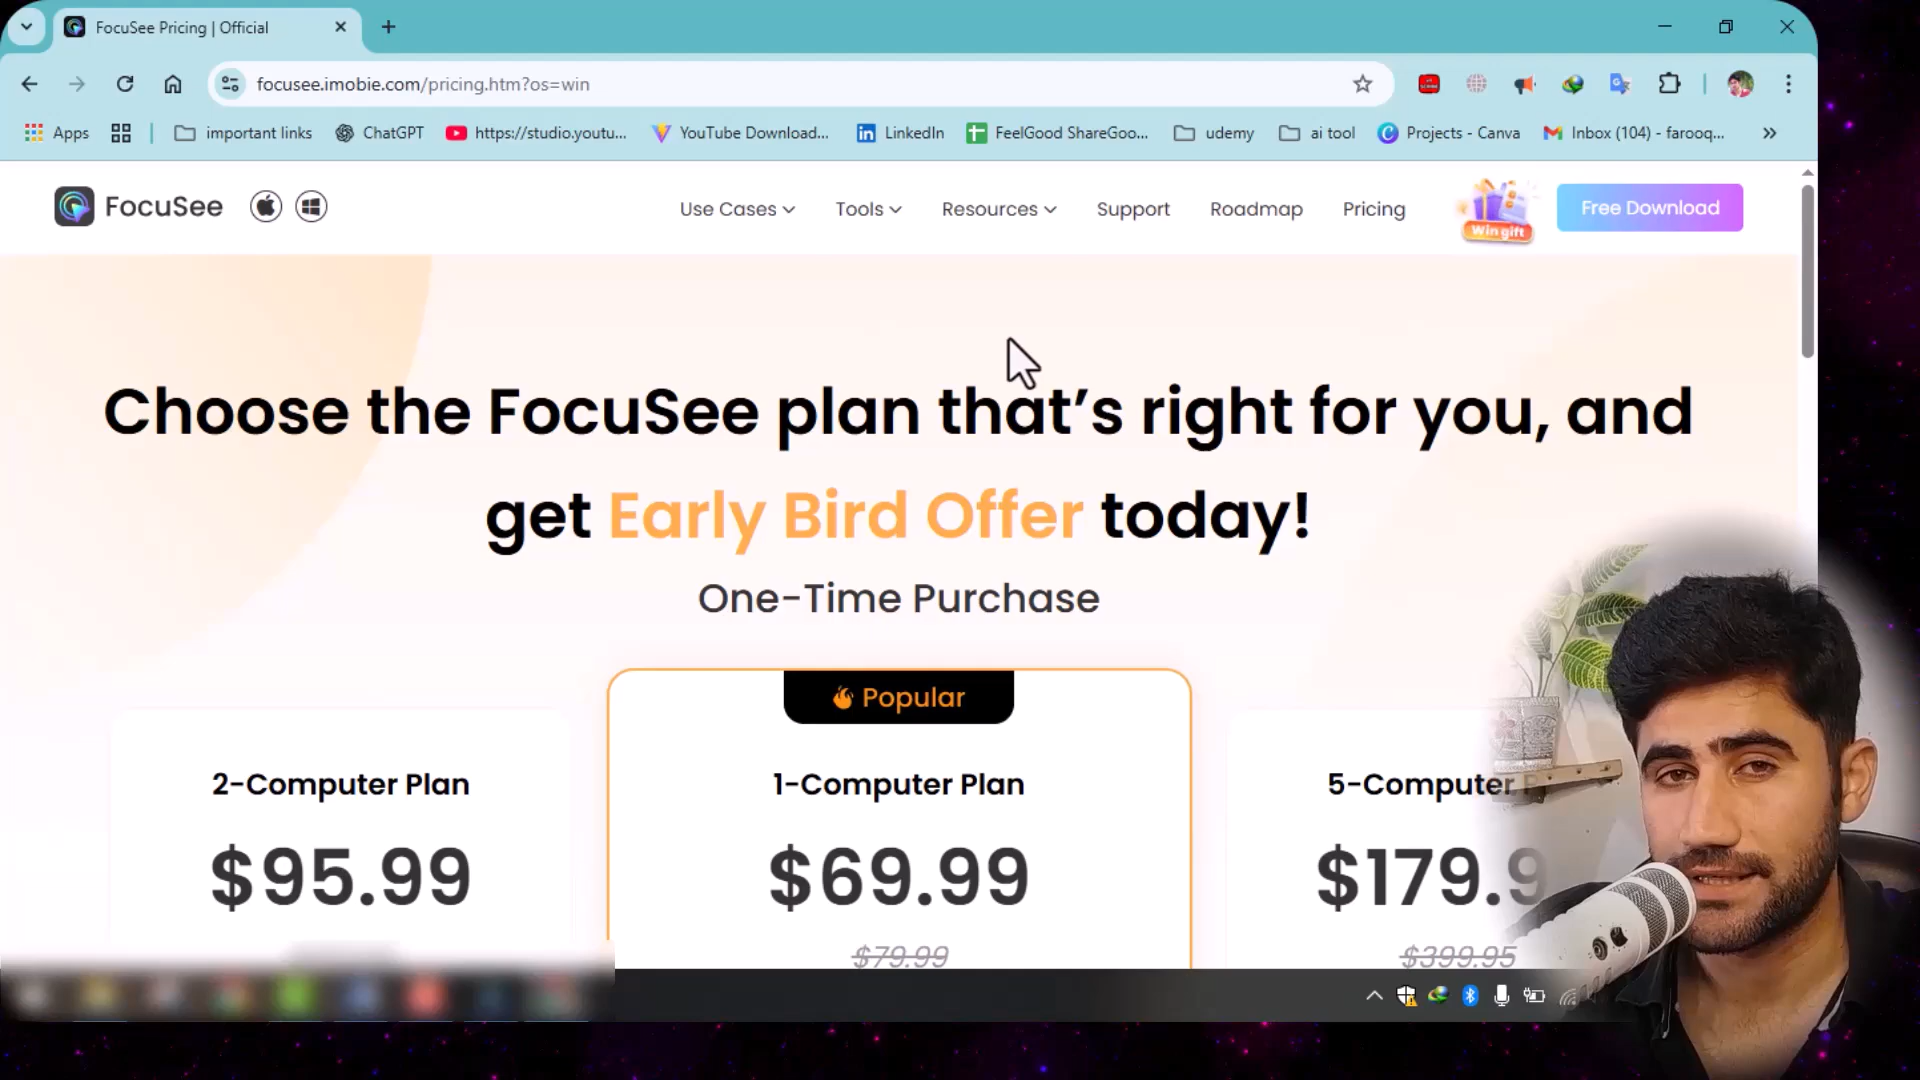 FocuSee Pricing | Official
focusee.imobie.com/pricing.htm?os=win
Apps
important links
ChatGPT
https://studio.youtu...
YouTube Download...
LinkedIn
FeelGood ShareGoo...
udemy
ai tool
Projects - Canva
Inbox (104) - farooq...
FocuSee
Use Cases
Tools
Resources
Support
Roadmap
Pricing
Win gift
Free Download
Choose the FocuSee plan that’s right for you, and
get Early Bird Offer today!
One-Time Purchase
Popular
2-Computer Plan
1-Computer Plan
5-Computer
$95.99
$69.99
$179.9
$79.99
$399.95